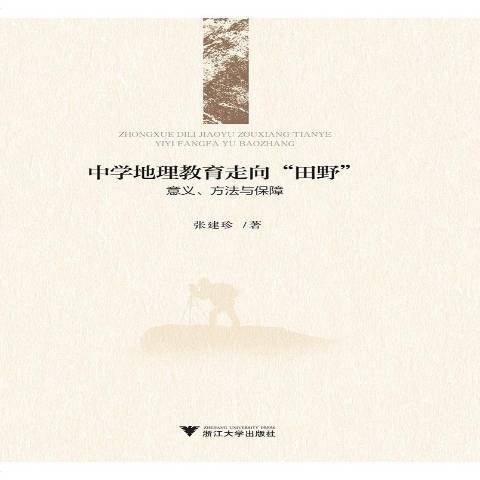 ZHONGXUE DILI JIAOYU ZOUXIANG TIANYE
YIYI FANGFA YU BAOZHANG
中学地理教育走向“田野”
意义、方法与保障
张建珍 /著
ZHEJIANG UNIVERSITY PRESS
浙江大学出版社